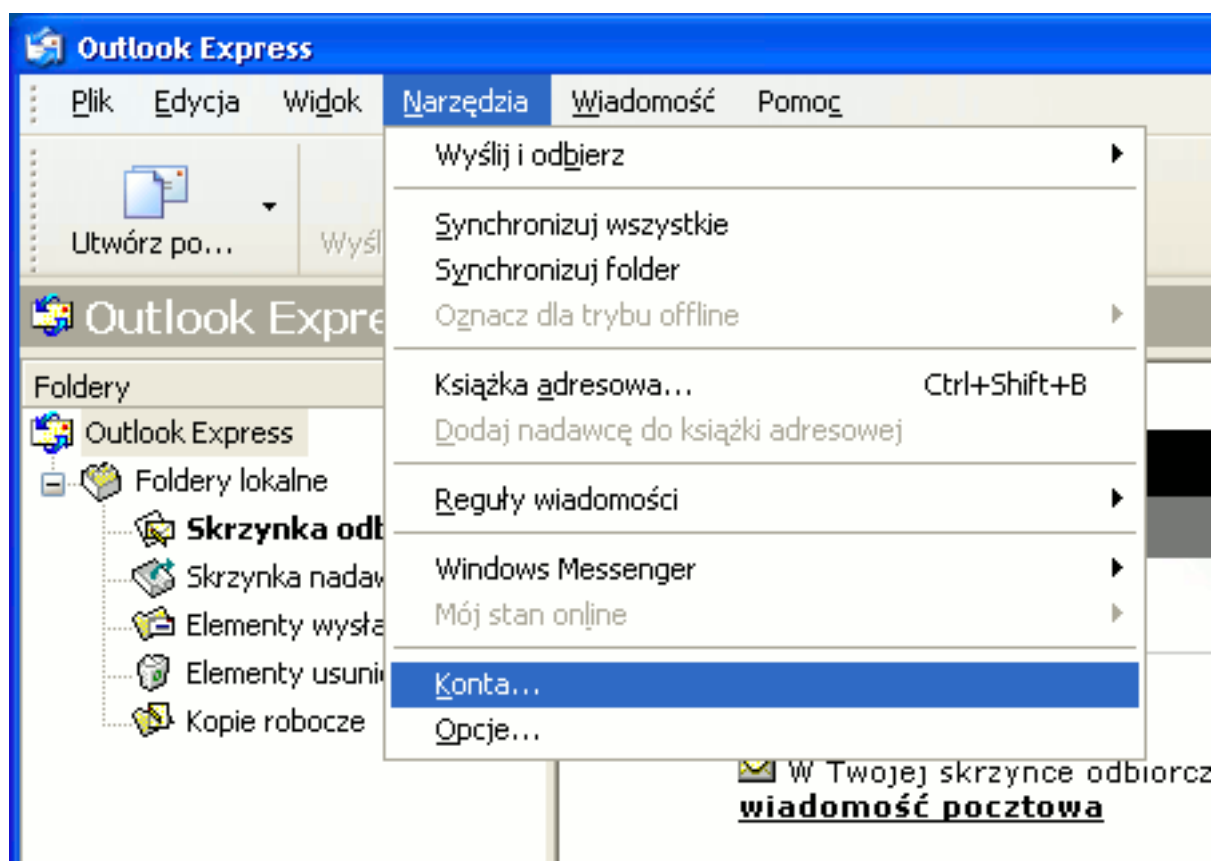 Outlook Express
Plik Edycja Widok Narzędzia Wiadomość Pomoc
Wyślij i odbierz
Synchronizuj wszystkie
Synchronizuj folder
Oznacz dla trybu offline
Książka adresowa... Ctrl+Shift+B
Dodaj nadawcę do książki adresowej
Reguły wiadomości
Windows Messenger
Mój stan online
Konta...
Opcje...
Utwórz po... Wyśl
Outlook Expre
Foldery
Outlook Express
Foldery lokalne
Skrzynka odb
Skrzynka nadaw
Elementy wysła
Elementy usunię
Kopie robocze
W Twojej skrzynce odbiorcz
wiadomość pocztowa